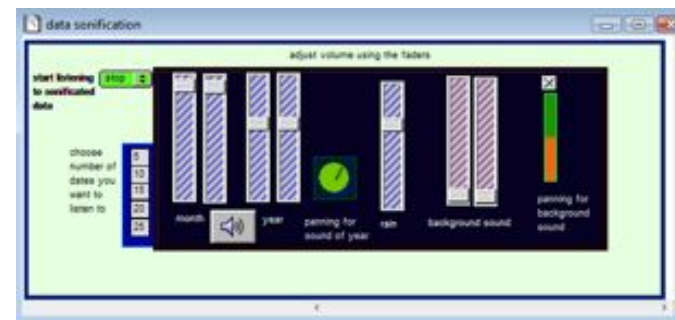 data sonification
adjust volume using the faders
start listening
to sonificated
data
stop
choose
number of
dates you
want to
listen to
5
10
15
20
25
month
year
panning for
sound of year
rain
background sound
panning for
background
sound